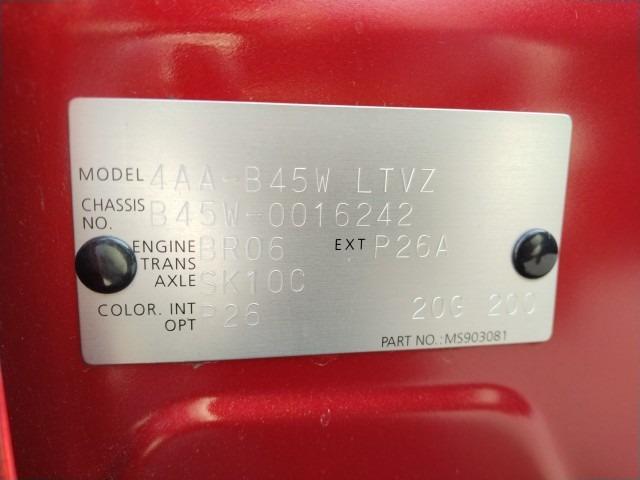 MODEL 4AA-B45W LTVZ
CHASSIS NO. B45W-0016242
ENGINE BR06 EXT P26A
TRANS AXLE SK10C
COLOR. INT OPT P26 20G 200
PART NO.:MS903081